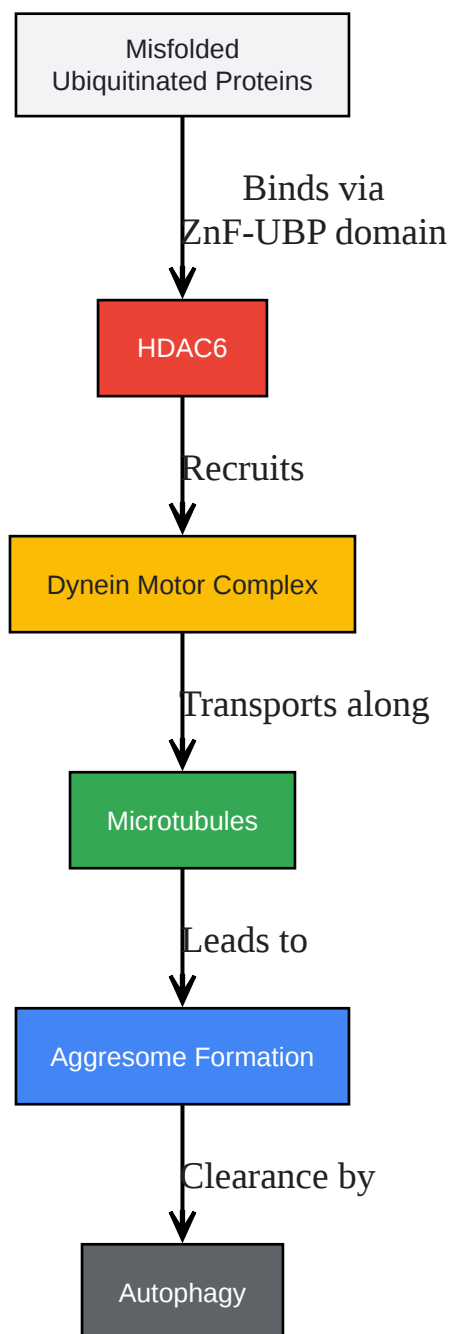 Misfolded
Ubiquitinated Proteins
Binds via
ZnF-UBP domain
HDAC6
Recruits
Dynein Motor Complex
Transports along
Microtubules
Leads to
Aggresome Formation
Clearance by
Autophagy